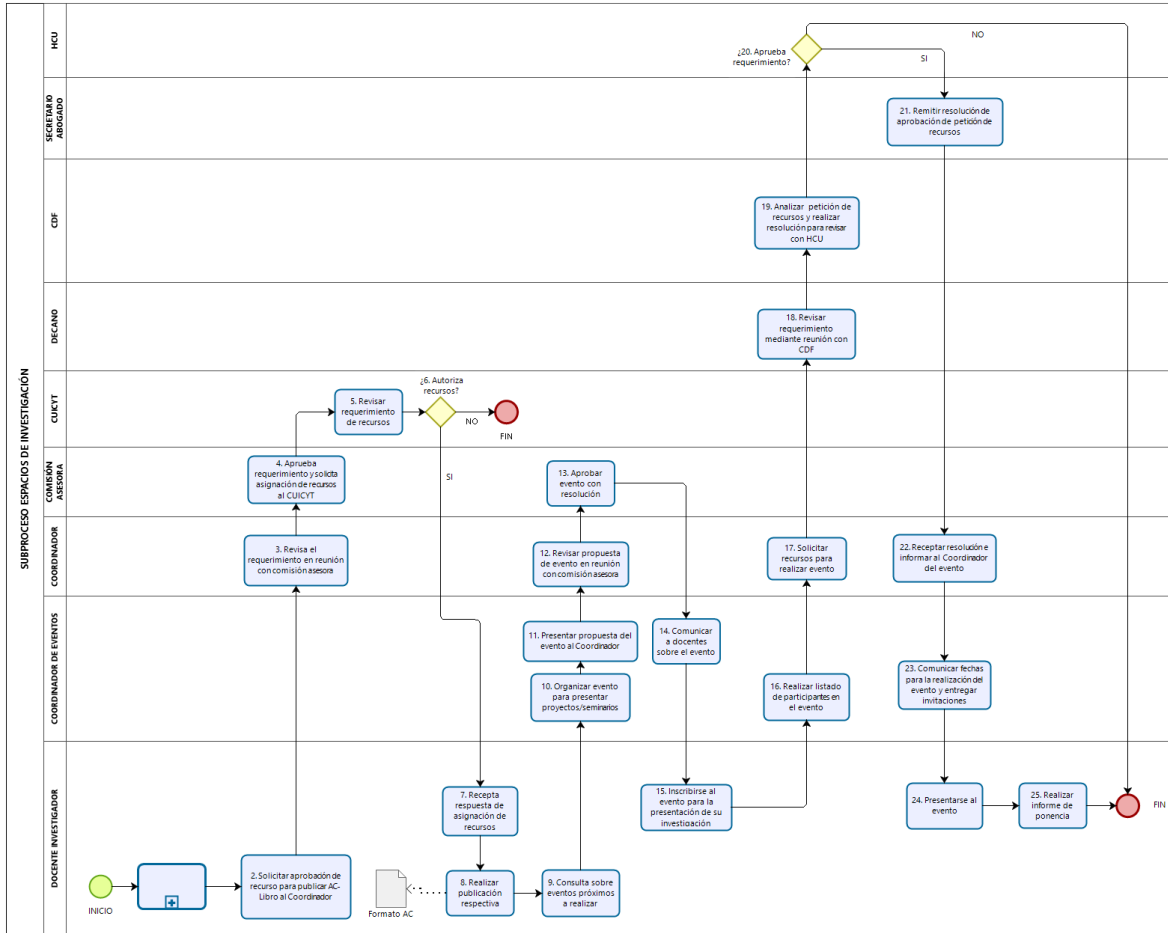 SUBPROCESO ESPACIOS DE INVESTIGACIÓN
HCU
¿20. Aprueba
requerimiento?
NO
SI
SECRETARIO
ABOGADO
21. Remitir resolución de
aprobación de petición de
recursos
CDF
19. Analizar petición de
recursos y realizar
resolución para revisar
con HCU
DECANO
18. Revisar
requerimiento
mediante reunión con
CDF
CUICYT
5. Revisar
requerimiento
de recursos
¿6. Autoriza
recursos?
NO
FIN
SI
COMISIÓN
ASESORA
4. Aprueba
requerimiento y solicita
asignación de recursos
al CUICYT
13. Aprobar
evento con
resolución
COORDINADOR
3. Revisa el
requerimiento en reunión
con comisión asesora
12. Revisar propuesta
de evento en reunión
con comisión asesora
17. Solicitar
recursos para
realizar evento
22. Receptar resolución e
informar al Coordinador
del evento
COORDINADOR DE EVENTOS
11. Presentar propuesta del
evento al Coordinador
10. Organizar evento
para presentar
proyectos/seminarios
14. Comunicar
a docentes
sobre el evento
16. Realizar listado
de participantes en
el evento
23. Comunicar fechas
para la realización del
evento y entregar
invitaciones
DOCENTE INVESTIGADOR
INICIO
2. Solicitar aprobación de
recurso para publicar AC-
Libro al Coordinador
Formato AC
7. Recepta
respuesta de
asignación de
recursos
8. Realizar
publicación
respectiva
9. Consulta sobre
eventos próximos
a realizar
15. Inscribirse al
evento para la
presentación de su
investigación
24. Presentarse al
evento
25. Realizar
informe de
ponencia
FIN